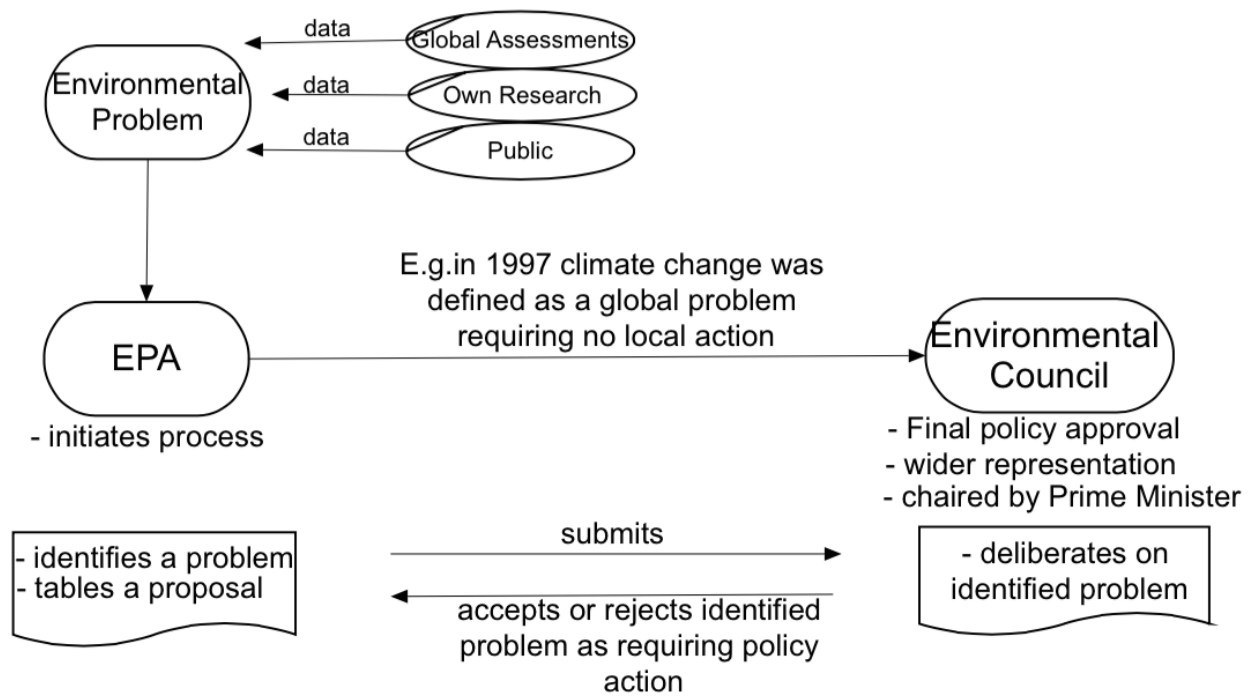 data
Global Assessments
Environmental
Problem
data
Own Research
data
Public
E.g.in 1997 climate change was
defined as a global problem
requiring no local action
EPA
Environmental
Council
- initiates process
- Final policy approval
- wider representation
- chaired by Prime Minister
- identifies a problem
- tables a proposal
submits
accepts or rejects identified
problem as requiring policy
action
- deliberates on
identified problem